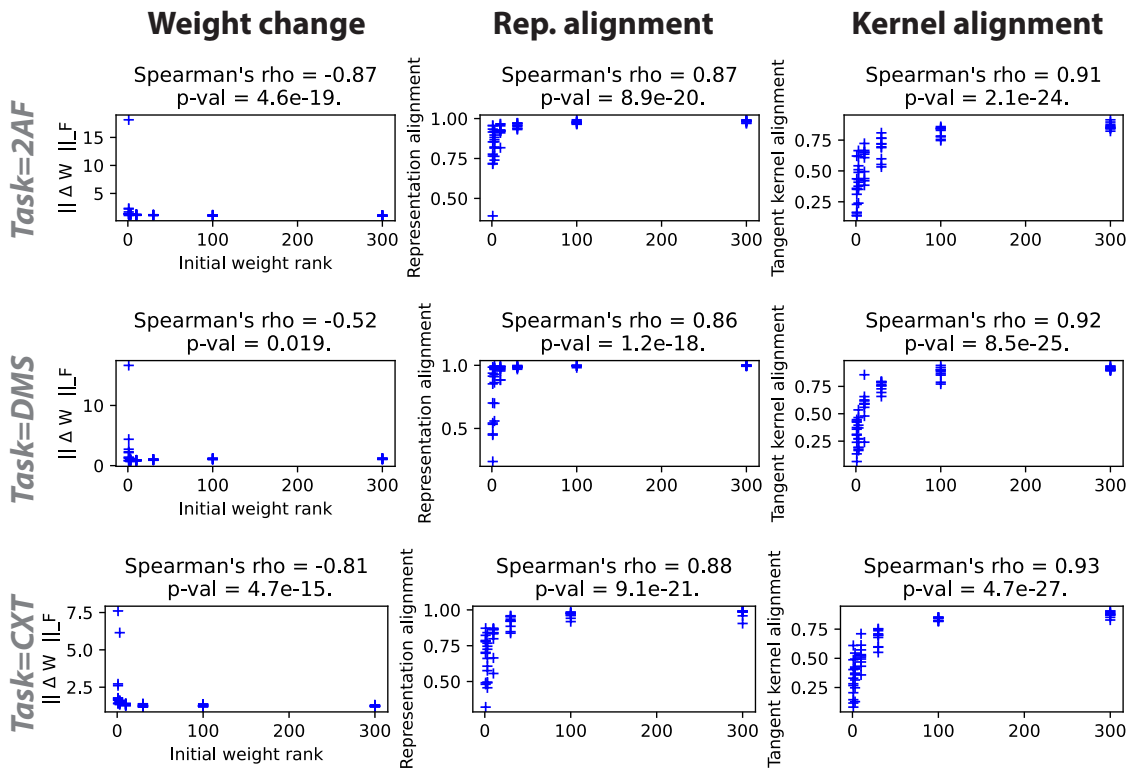 Weight change
Rep. alignment
Kernel alignment
Task=2AF
Spearman's rho = -0.87
p-val = 4.6e-19.
|| Δ W ||_F
15
10
5
0
100
200
300
Initial weight rank
Spearman's rho = 0.87
p-val = 8.9e-20.
Representation alignment
1.00
0.75
0.50
0
100
200
300
Spearman's rho = 0.91
p-val = 2.1e-24.
Tangent kernel alignment
0.75
0.50
0.25
0
100
200
300
Task=DMS
Spearman's rho = -0.52
p-val = 0.019.
|| Δ W ||_F
10
0
0
100
200
300
Spearman's rho = 0.86
p-val = 1.2e-18.
Representation alignment
1.0
0.5
0
100
200
300
Spearman's rho = 0.92
p-val = 8.5e-25.
Tangent kernel alignment
0.75
0.50
0.25
0
100
200
300
Task=CXT
Spearman's rho = -0.81
p-val = 4.7e-15.
|| Δ W ||_F
7.5
5.0
2.5
0
100
200
300
Initial weight rank
Spearman's rho = 0.88
p-val = 9.1e-21.
Representation alignment
1.00
0.75
0.50
0
100
200
300
Spearman's rho = 0.93
p-val = 4.7e-27.
Tangent kernel alignment
0.75
0.50
0.25
0
100
200
300